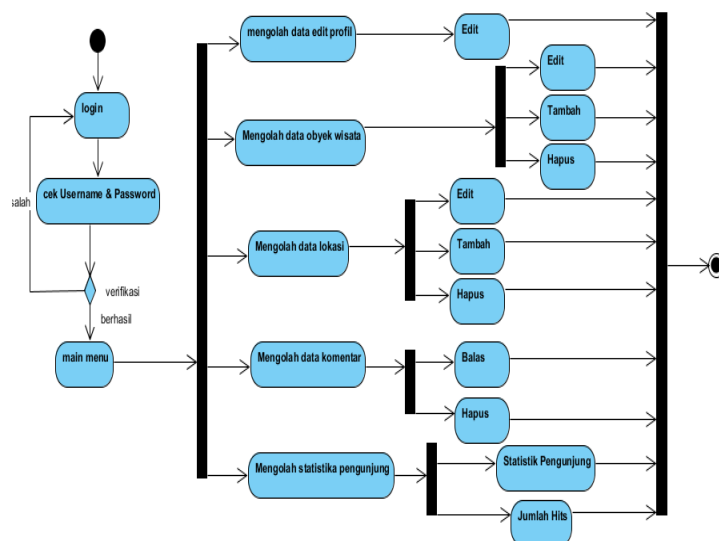 login
cek Username & Password
salah
verifikasi
berhasil
main menu
mengolah data edit profil
Edit
Mengolah data obyek wisata
Edit
Tambah
Hapus
Mengolah data lokasi
Edit
Tambah
Hapus
Mengolah data komentar
Balas
Hapus
Mengolah statistika pengunjung
Statistik Pengunjung
Jumlah Hits